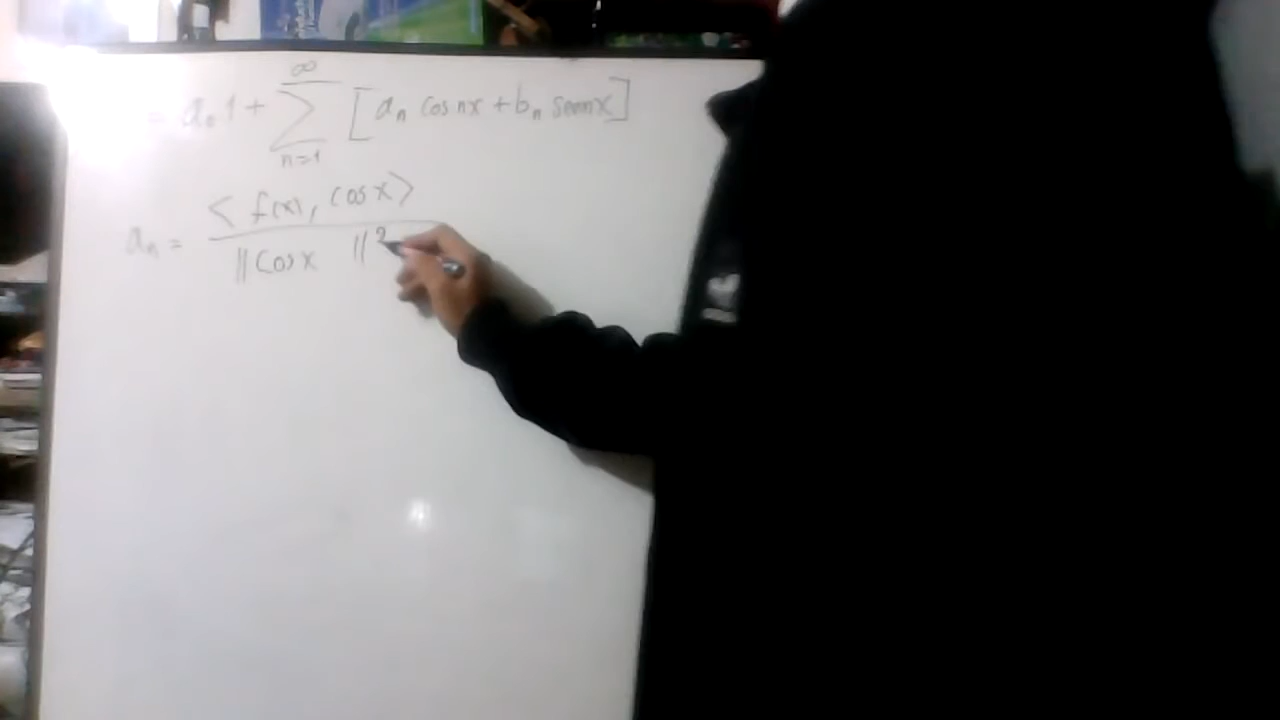 = a₀ 1 + ∞ ∑ n=1 [ aₙ cos nx + bₙ sen nx ]
aₙ = < f(x), cos x >
|| cos x ||²